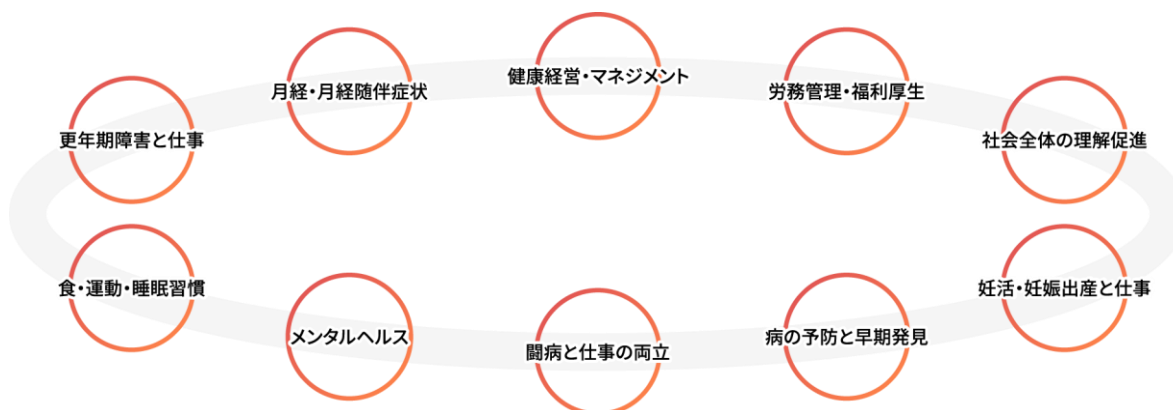 健康経営・マネジメント
月経・月経随伴症状
労務管理・福利厚生
更年期障害と仕事
社会全体の理解促進
食・運動・睡眠習慣
妊活・妊娠出産と仕事
メンタルヘルス
病の予防と早期発見
闘病と仕事の両立